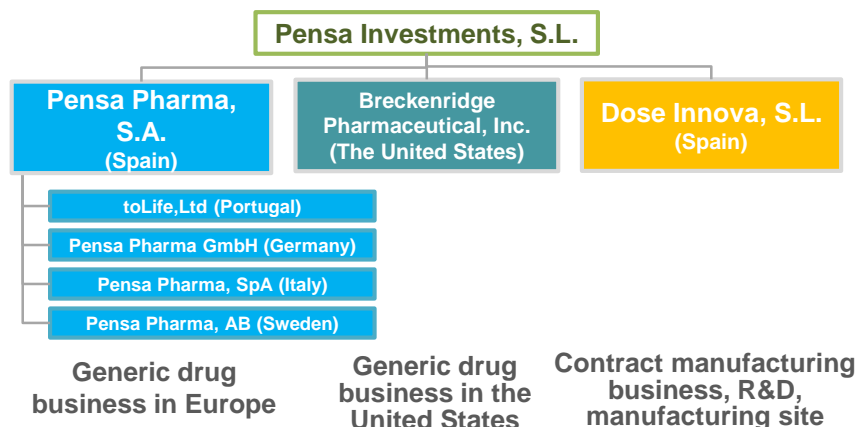 Pensa Investments, S.L.
Pensa Pharma,
S.A.
(Spain)
Breckenridge
Pharmaceutical, Inc.
(The United States)
Dose Innova, S.L.
(Spain)
toLife,Ltd (Portugal)
Pensa Pharma GmbH (Germany)
Pensa Pharma, SpA (Italy)
Pensa Pharma, AB (Sweden)
Generic drug
business in Europe
Generic drug
business in the
United States
Contract manufacturing
business, R&D,
manufacturing site